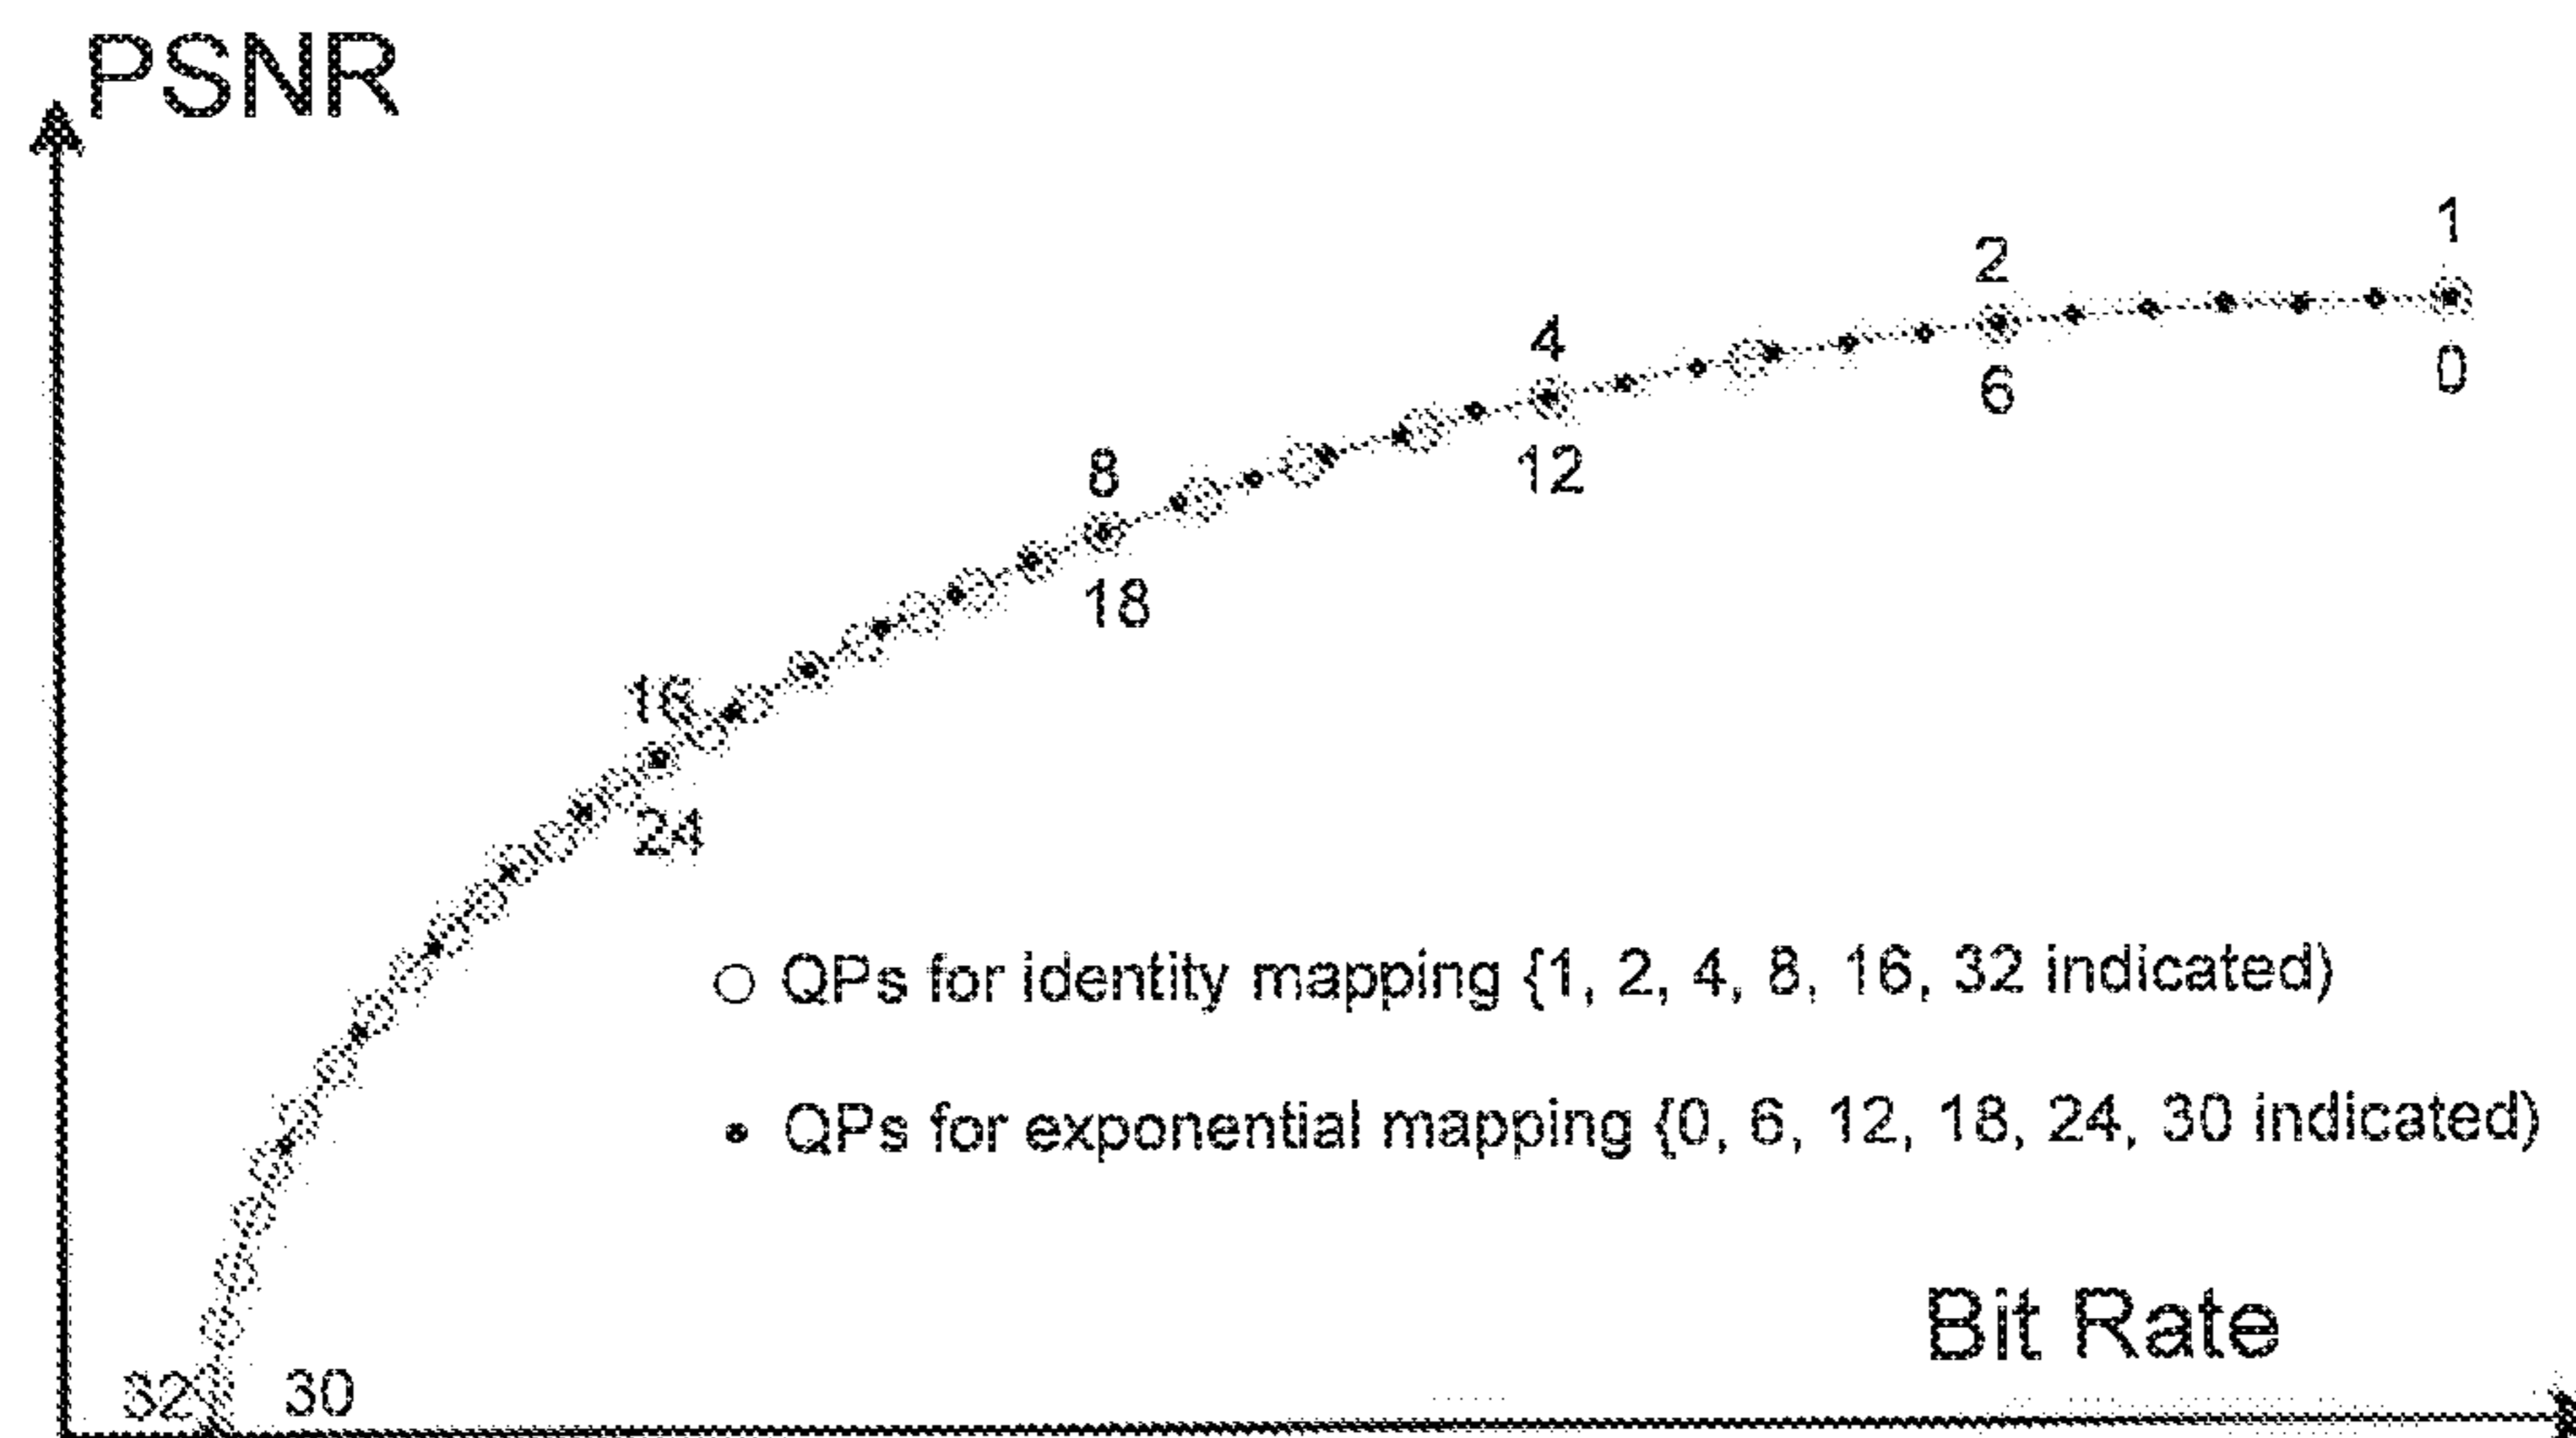 PSNR
1
2
4
0
6
8
12
18
16
24
○ QPs for identity mapping {1, 2, 4, 8, 16, 32 indicated)
• QPs for exponential mapping {0, 6, 12, 18, 24, 30 indicated)
Bit Rate
32 30